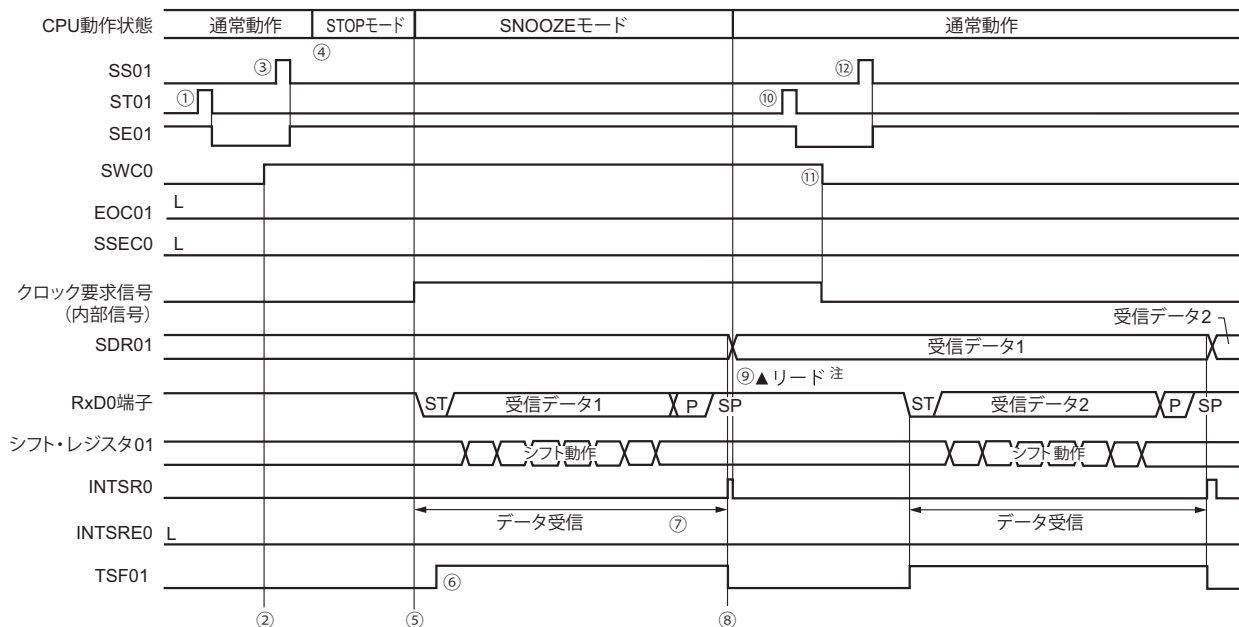 CPU動作状態 通常動作 STOPモード SNOOZEモード 通常動作
④
SS01 ③ ⑫
ST01 ① ⑩
SE01
SWC0 ⑪
EOC01 L
SSEC0 L
クロック要求信号
(内部信号)
受信データ2
SDR01 受信データ1
⑨▲リード 注
RxD0端子 ST 受信データ1 P SP ST 受信データ2 P SP
シフト・レジスタ01 シフト動作 シフト動作
INTSR0
データ受信 ⑦ データ受信
INTSRE0 L
TSF01 ⑥
② ⑤ ⑧